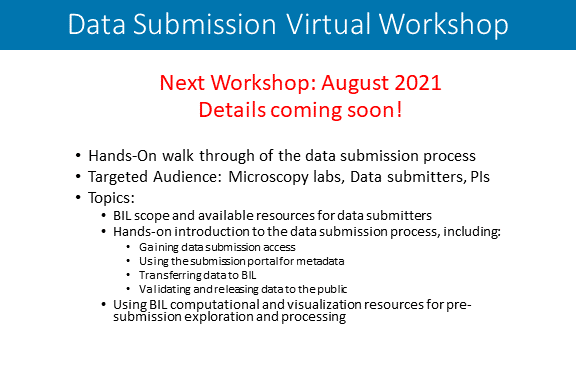 Data Submission Virtual Workshop
Next Workshop: August 2021
Details coming soon!
• Hands-On walk through of the data submission process
• Targeted Audience: Microscopy labs, Data submitters, PIs
• Topics:
• BIL scope and available resources for data submitters
• Hands-on introduction to the data submission process, including:
• Gaining data submission access
• Using the submission portal for metadata
• Transferring data to BIL
• Validating and releasing data to the public
• Using BIL computational and visualization resources for pre-
submission exploration and processing